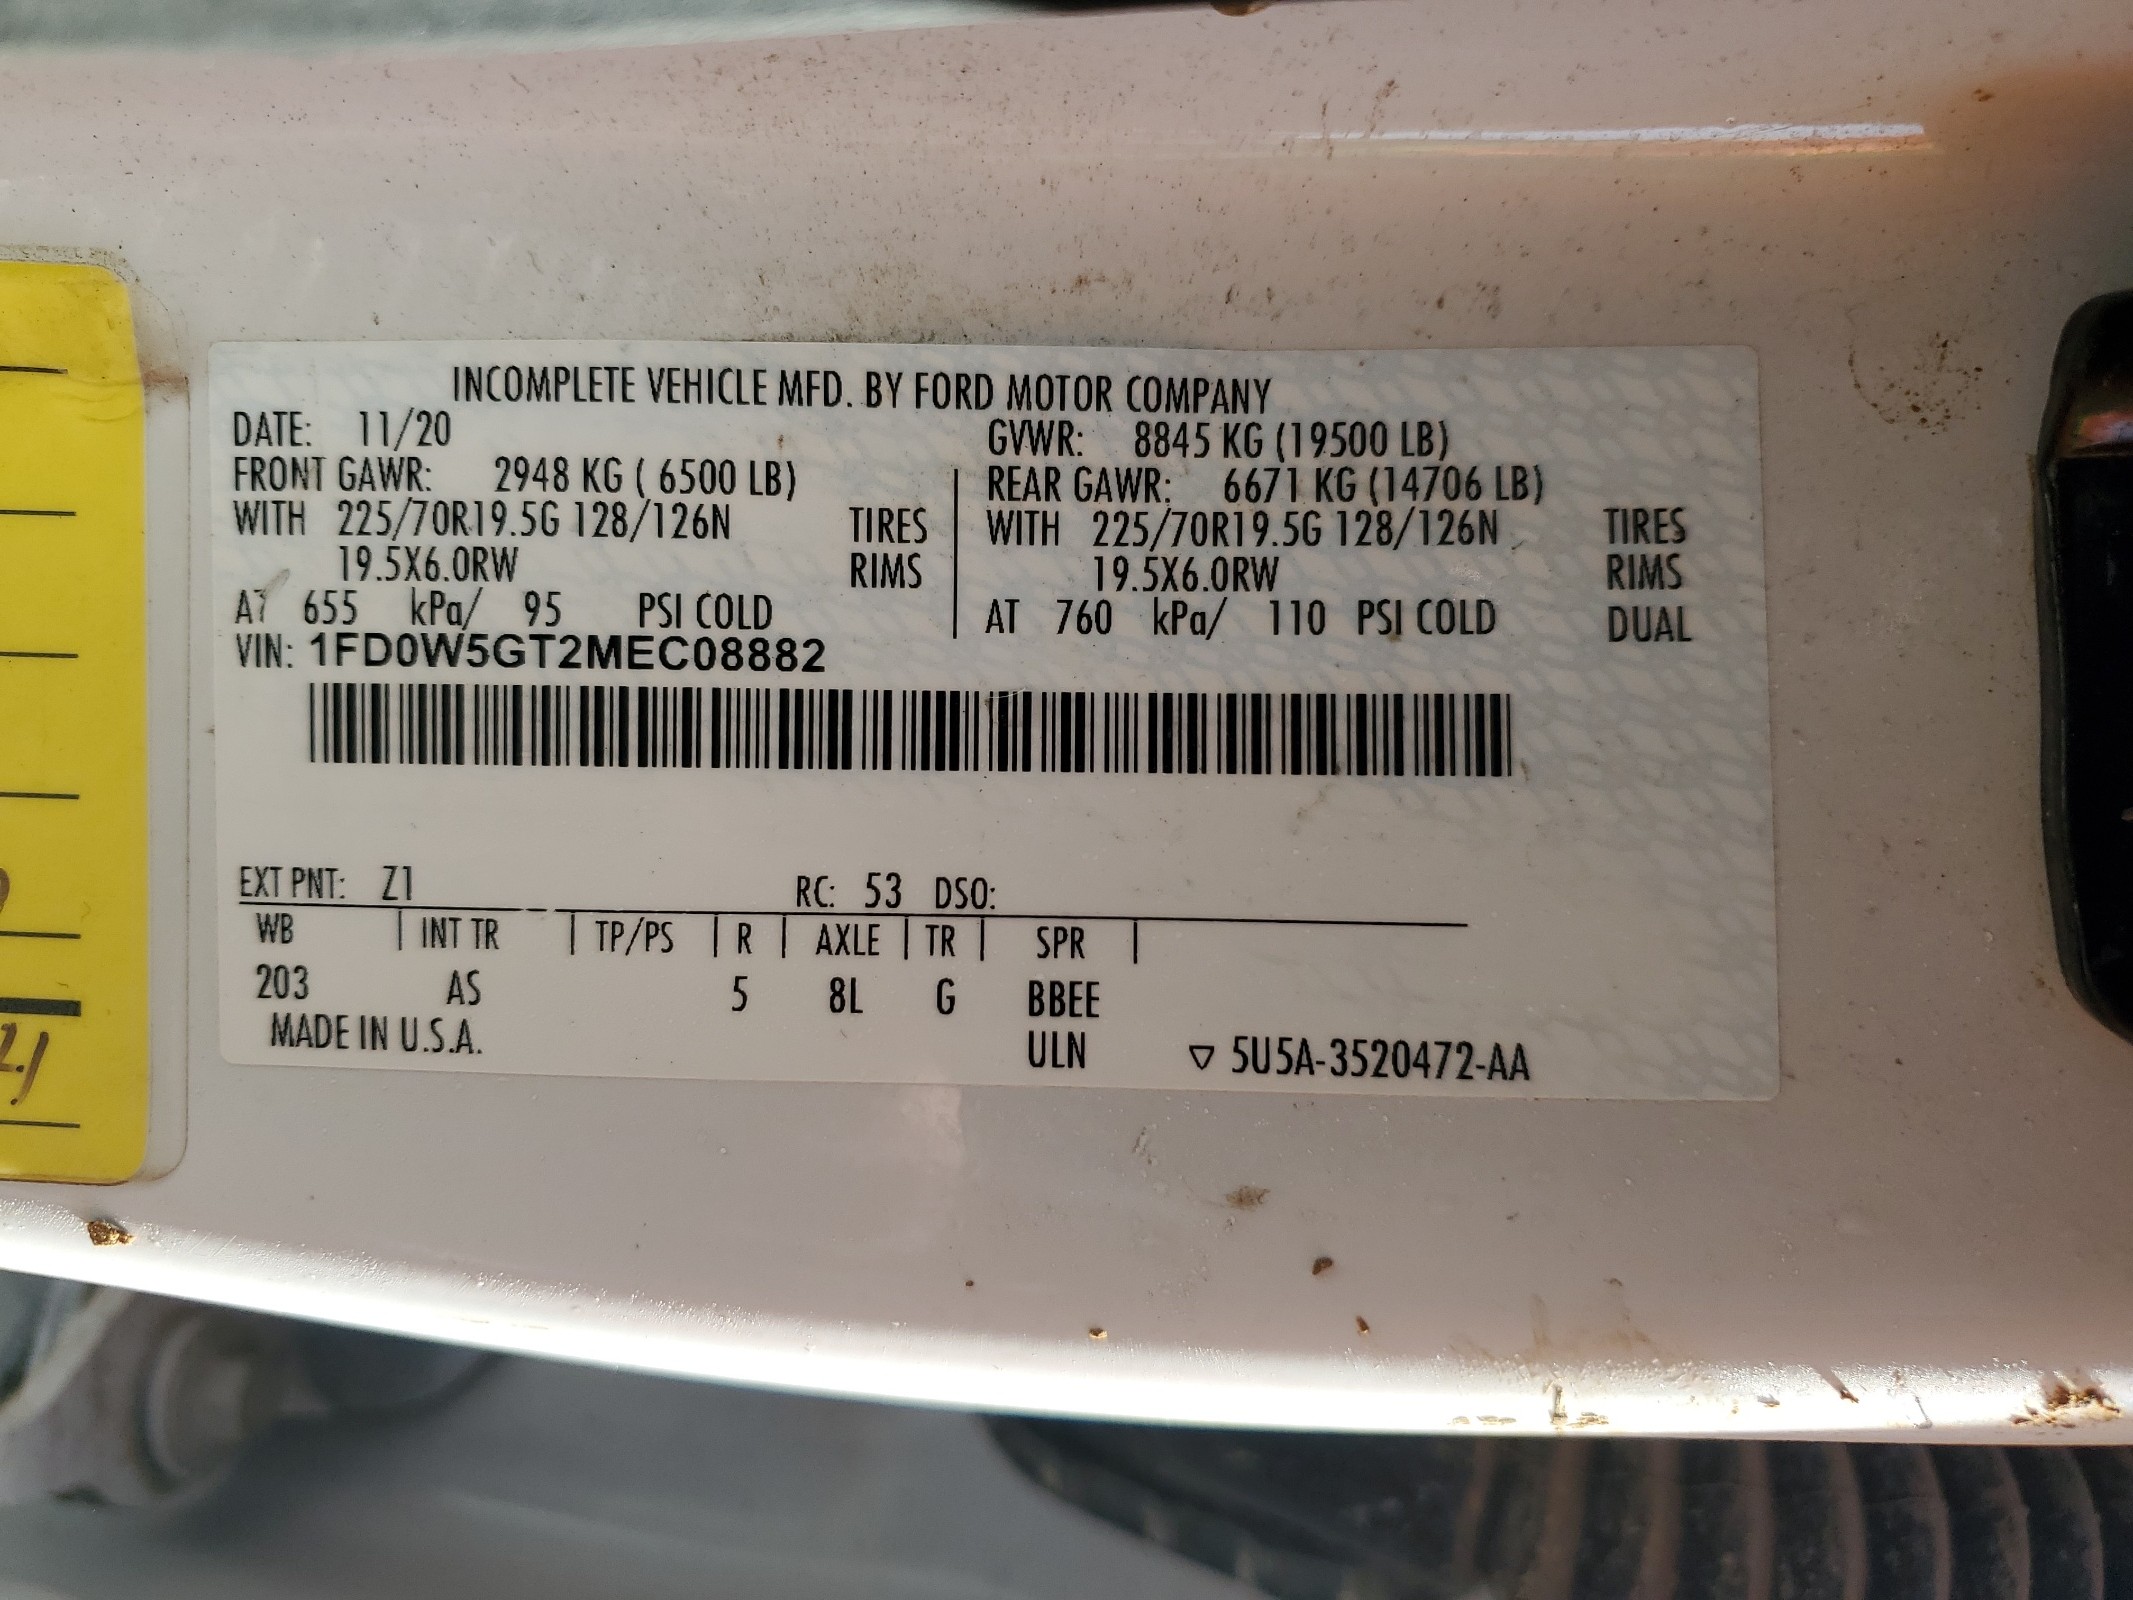 INCOMPLETE VEHICLE MFD. BY FORD MOTOR COMPANY
DATE: 11/20 GVWR: 8845 KG (19500 LB)
FRONT GAWR: 2948 KG ( 6500 LB) REAR GAWR: 6671 KG (14706 LB)
WITH 225/70R19.5G 128/126N TIRES WITH 225/70R19.5G 128/126N TIRES
19.5X6.0RW RIMS 19.5X6.0RW RIMS
AT 655 kPa/ 95 PSI COLD AT 760 kPa/ 110 PSI COLD DUAL
VIN: 1FD0W5GT2MEC08882
EXT PNT: Z1 RC: 53 DSO:
WB | INT TR | TP/PS | R | AXLE | TR | SPR |
203 AS 5 8L G BBEE
MADE IN U.S.A. ULN ▽ 5U5A-3520472-AA